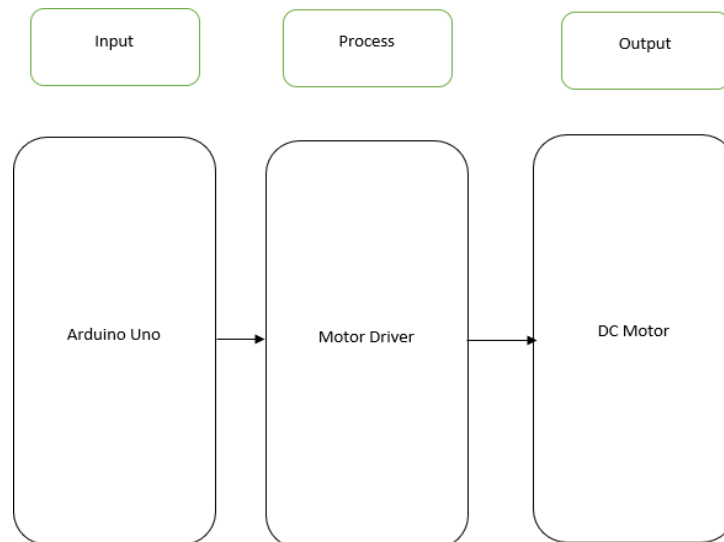 Input
Process
Output
Arduino Uno
Motor Driver
DC Motor